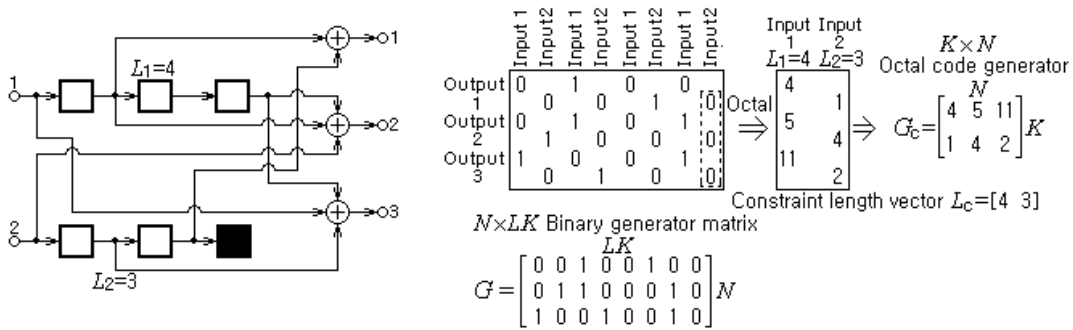 1
L1=4
2
L2=3
1
2
3
Input 1 Input2 Input 1 Input2 Input 1 Input2 Input 1 Input2
Output 0 1 0 0
1 0 0 1 0
Output 0 1 0 1
2 1 0 0 0
Output 1 0 0 1
3 0 1 0 0
Octal
⇒
Input Input
1 2
L1=4 L2=3
4
1
5
4
11
2
⇒
K×N
Octal code generator
N
Gc= 4 5 11 K
1 4 2
Constraint length vector Lc=[4 3]
N×LK Binary generator matrix
LK
0 0 1 0 0 1 0 0
G= 0 1 1 0 0 0 1 0 N
1 0 0 1 0 0 1 0